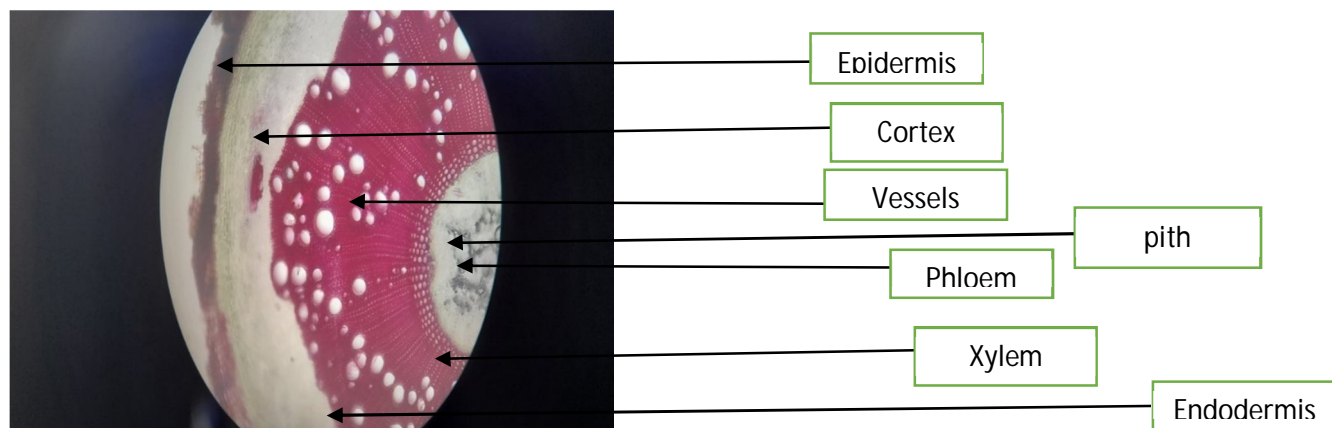 Epidermis
Cortex
Vessels
pith
Phloem
Xylem
Endodermis